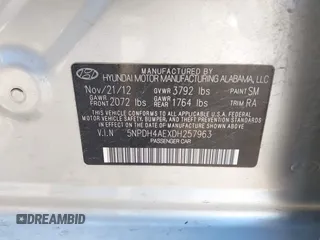 HYUNDAI MOTOR MANUFACTURING ALABAMA, LLC
Nov/21/12 GVWR 3792 lbs PAINT SM
GAWR FRONT 2072 lbs GAWR REAR 1764 lbs TRIM RA
THIS VEHICLE CONFORMS TO ALL APPLICABLE U.S.A. FEDERAL
MOTOR VEHICLE SAFETY, BUMPER, AND THEFT PREVENTION
STANDARDS IN EFFECT ON THE DATE OF MANUFACTURE
SHOWN ABOVE.
V.I.N 5NPDH4AEXDH257963
PASSENGER CAR
DREAMBID